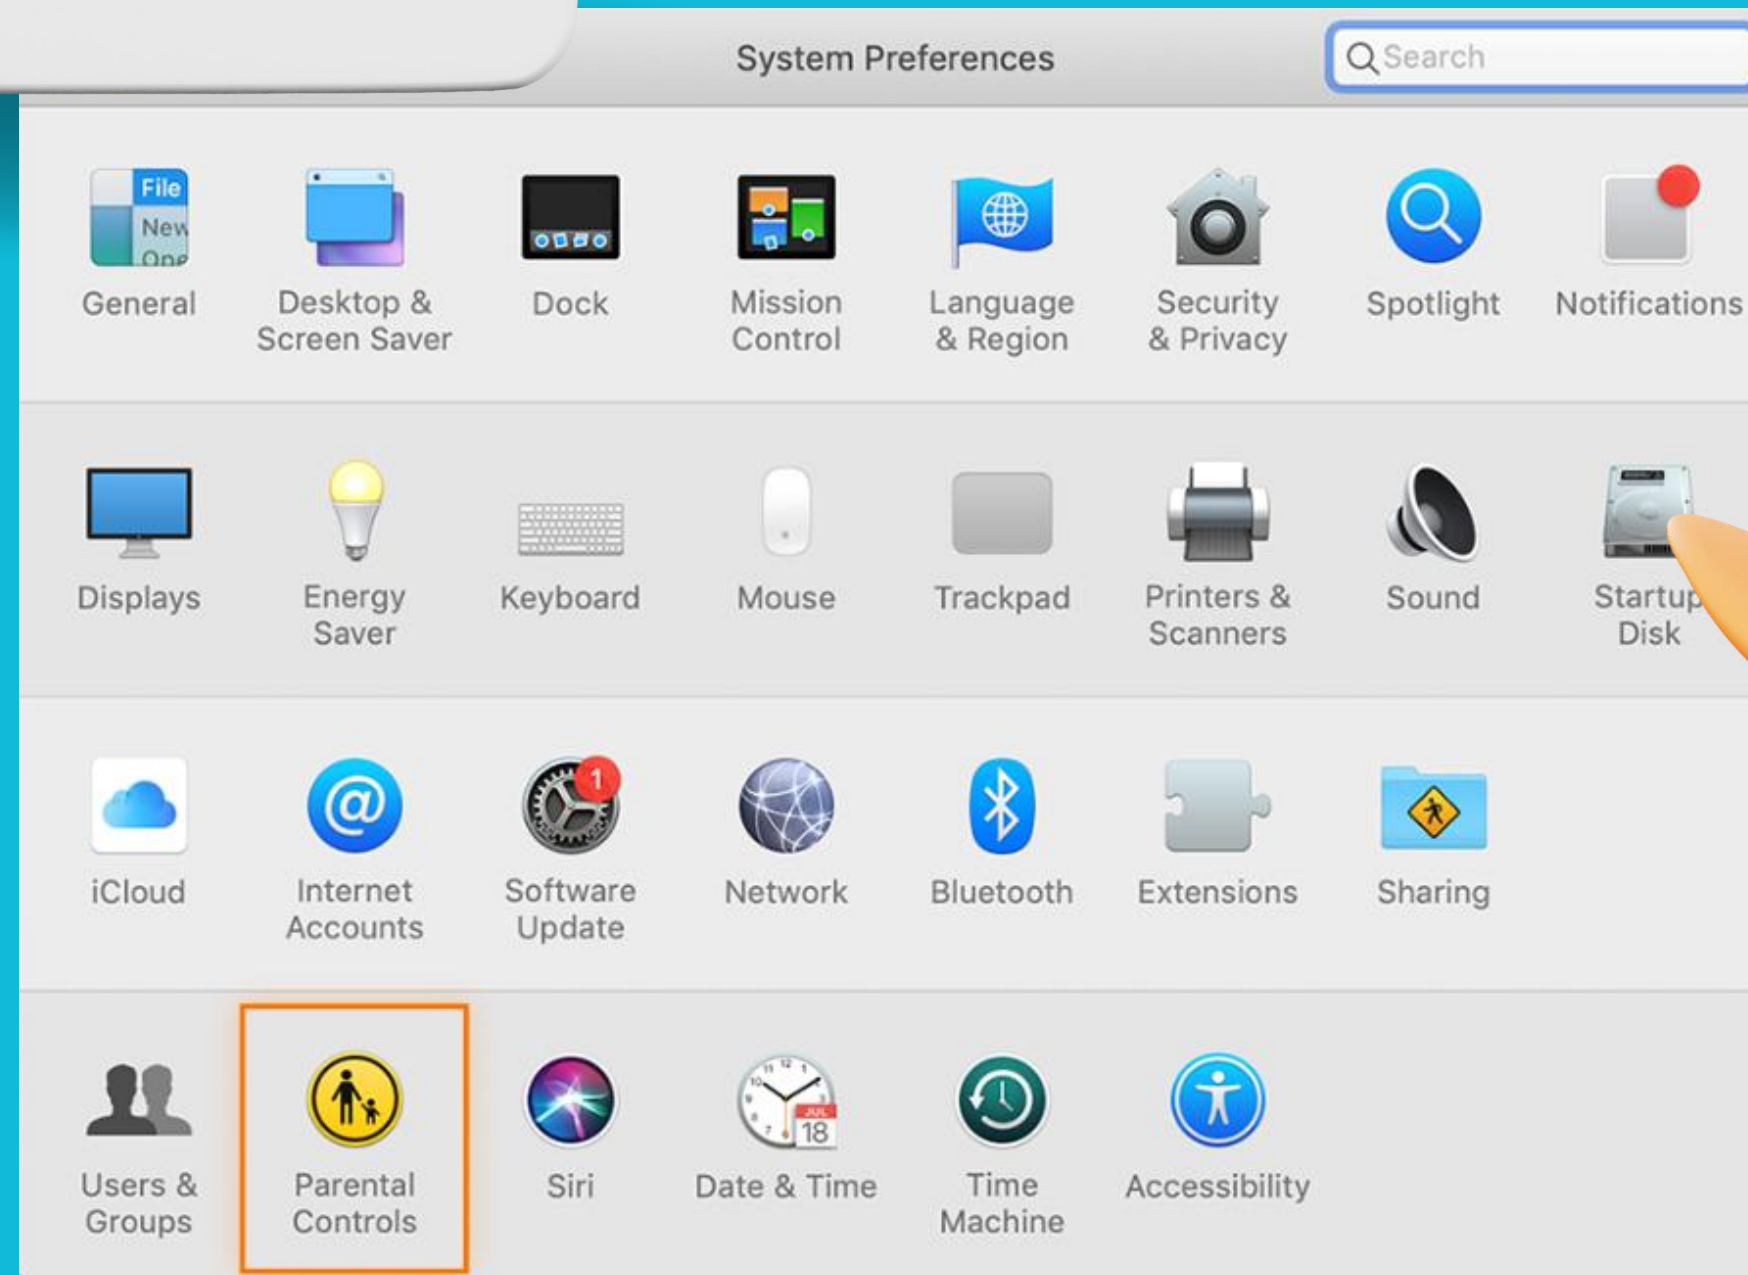 System Preferences
Search
File
New
Ope
General
Desktop &
Screen Saver
Dock
Mission
Control
Language
& Region
Security
& Privacy
Spotlight
Notifications
Displays
Energy
Saver
Keyboard
Mouse
Trackpad
Printers &
Scanners
Sound
Startup
Disk
@
1
iCloud
Internet
Accounts
Software
Update
Network
Bluetooth
Extensions
Sharing
JUL
18
Users &
Groups
Parental
Controls
Siri
Date & Time
Time
Machine
Accessibility